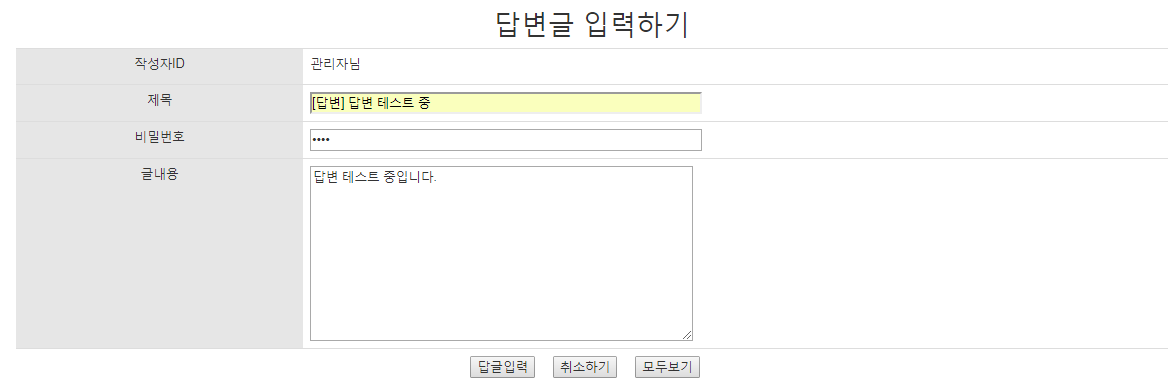 답변글 입력하기
작성자ID 관리자님
제목 [답변] 답변 테스트 중
비밀번호 ••••
글내용 답변 테스트 중입니다.
답글입력 취소하기 모두보기